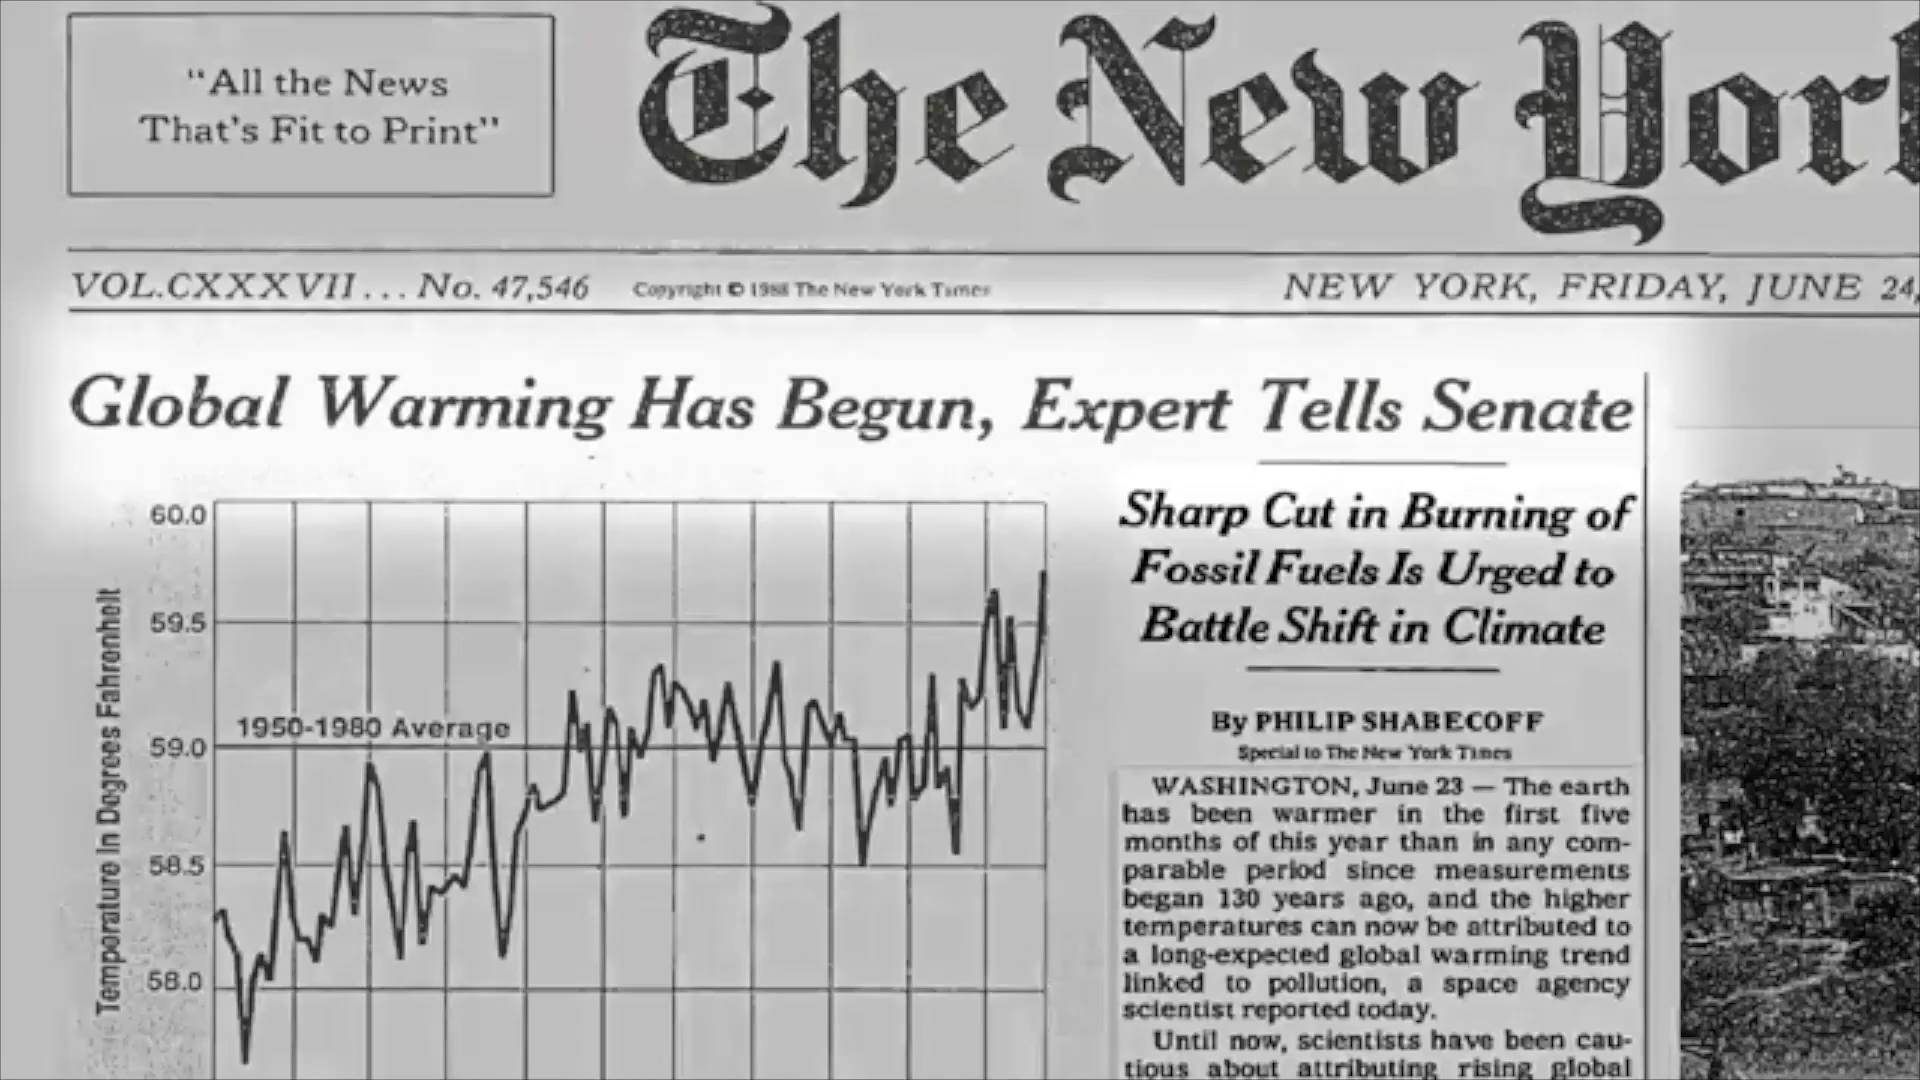 "All the News
That's Fit to Print"
The New York
VOL.CXXXVII... No. 47,546
Copyright © 1988 The New York Times
NEW YORK, FRIDAY, JUNE 24,
Global Warming Has Begun, Expert Tells Senate
Sharp Cut in Burning of
Fossil Fuels Is Urged to
Battle Shift in Climate
By PHILIP SHABECOFF
Special to The New York Times
WASHINGTON, June 23 — The earth
has been warmer in the first five
months of this year than in any com-
parable period since measurements
began 130 years ago, and the higher
temperatures can now be attributed to
a long-expected global warming trend
linked to pollution, a space agency
scientist reported today.
Until now, scientists have been cau-
tious about attributing rising global
Temperature in Degrees Fahrenheit
60.0
59.5
1950-1980 Average
59.0
58.5
58.0